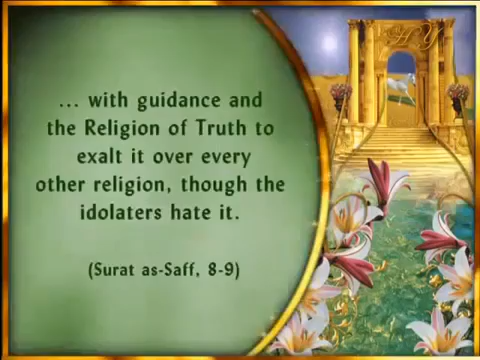 ... with guidance and
the Religion of Truth to
exalt it over every
other religion, though the
idolaters hate it.
(Surat as-Saff, 8-9)
HY